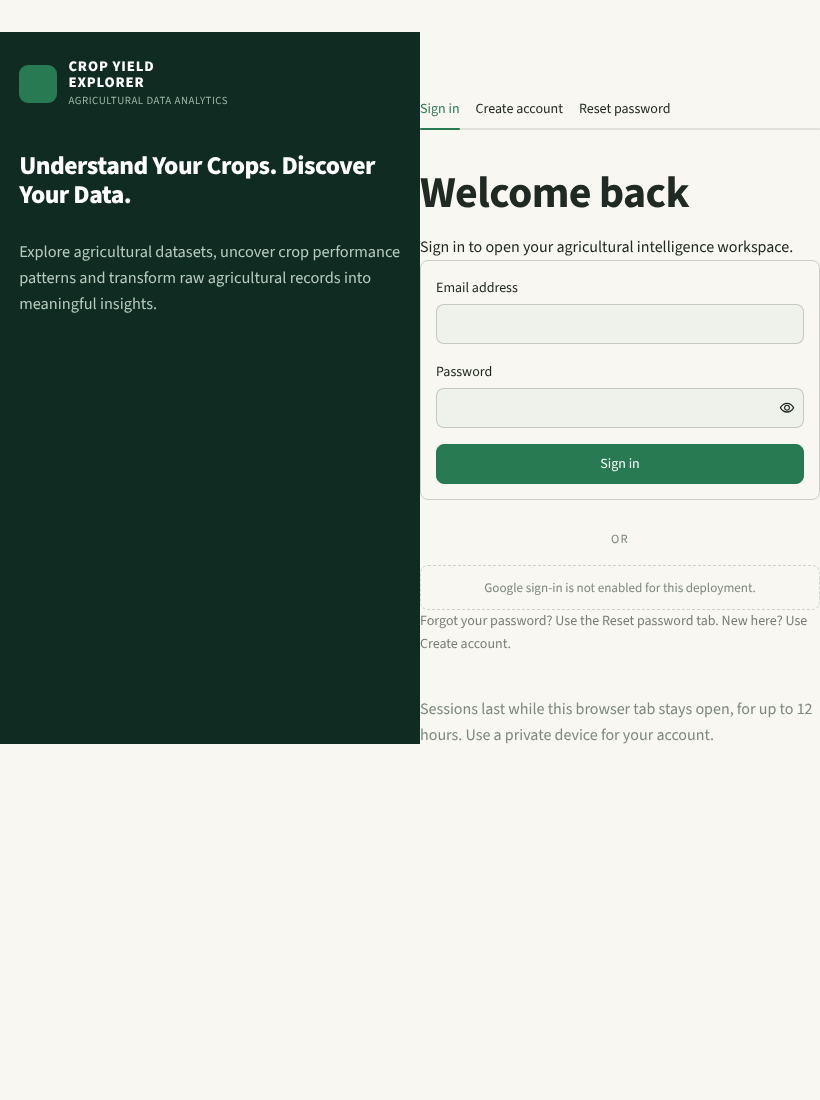 CROP YIELD
EXPLORER
AGRICULTURAL DATA ANALYTICS
Understand Your Crops. Discover
Your Data.
Explore agricultural datasets, uncover crop performance
patterns and transform raw agricultural records into
meaningful insights.
Sign in Create account Reset password
Welcome back
Sign in to open your agricultural intelligence workspace.
Email address
Password
Sign in
OR
Google sign-in is not enabled for this deployment.
Forgot your password? Use the Reset password tab. New here? Use
Create account.
Sessions last while this browser tab stays open, for up to 12
hours. Use a private device for your account.